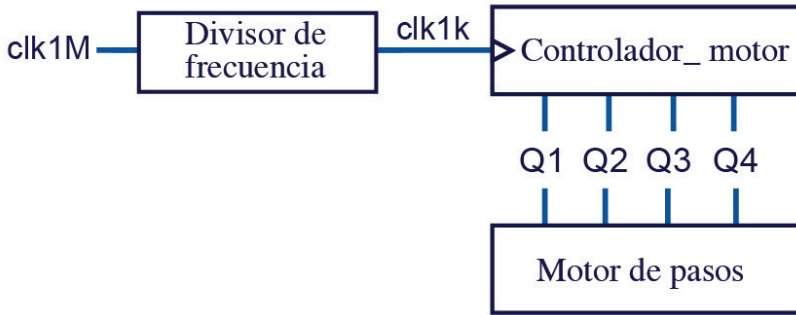 clk1M
Divisor de
frecuencia
clk1k
Controlador_ motor
Q1 Q2 Q3 Q4
Motor de pasos